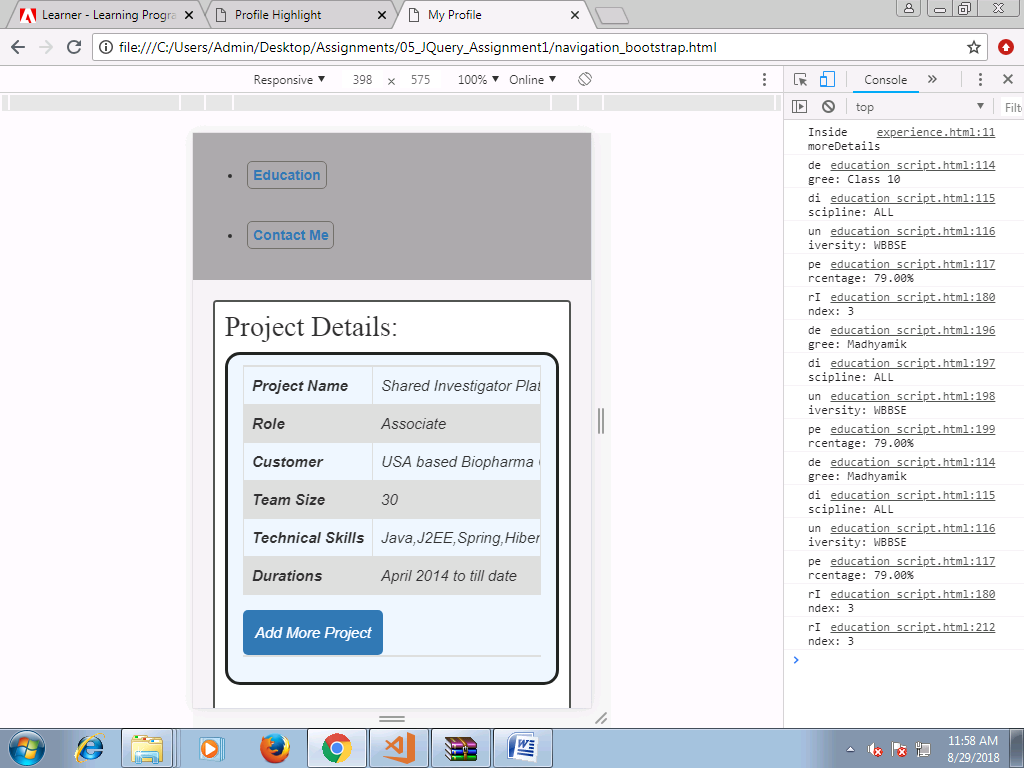 Learner - Learning Progra
Profile Highlight
My Profile
file:///C:/Users/Admin/Desktop/Assignments/05_JQuery_Assignment1/navigation_bootstrap.html
Responsive ▼ 398 x 575 100% ▼ Online ▼
Console »
top ▼ Filt
Education
Contact Me
Project Details:
Project Name Shared Investigator Plat
Role Associate
Customer USA based Biopharma
Team Size 30
Technical Skills Java,J2EE,Spring,Hiber
Durations April 2014 to till date
Add More Project
Inside experience.html:11
moreDetails
de education script.html:114
gree: Class 10
di education script.html:115
scipline: ALL
un education script.html:116
iversity: WBBSE
pe education script.html:117
rcentage: 79.00%
rI education script.html:180
ndex: 3
de education script.html:196
gree: Madhyamik
di education script.html:197
scipline: ALL
un education script.html:198
iversity: WBBSE
pe education script.html:199
rcentage: 79.00%
de education script.html:114
gree: Madhyamik
di education script.html:115
scipline: ALL
un education script.html:116
iversity: WBBSE
pe education script.html:117
rcentage: 79.00%
rI education script.html:180
ndex: 3
rI education script.html:212
ndex: 3
11:58 AM
8/29/2018